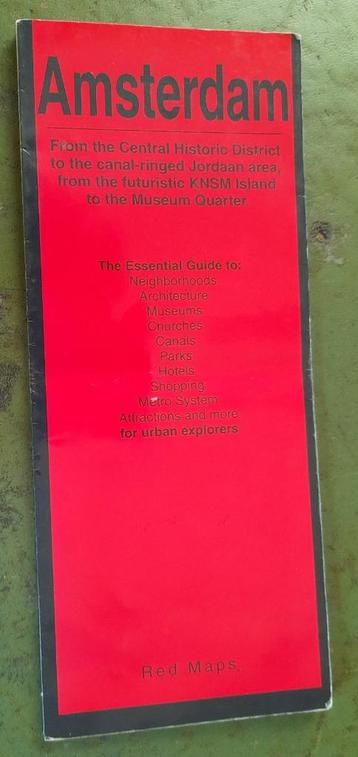 Amsterdam
From the Central Historic District
to the canal-ringed Jordaan area,
from the futuristic KNSM Island
to the Museum Quarter
The Essential Guide to:
Neighborhoods
Architecture
Museums
Churches
Canals
Parks
Hotels
Shopping
Metro System
Attractions and more
for urban explorers
Red Maps